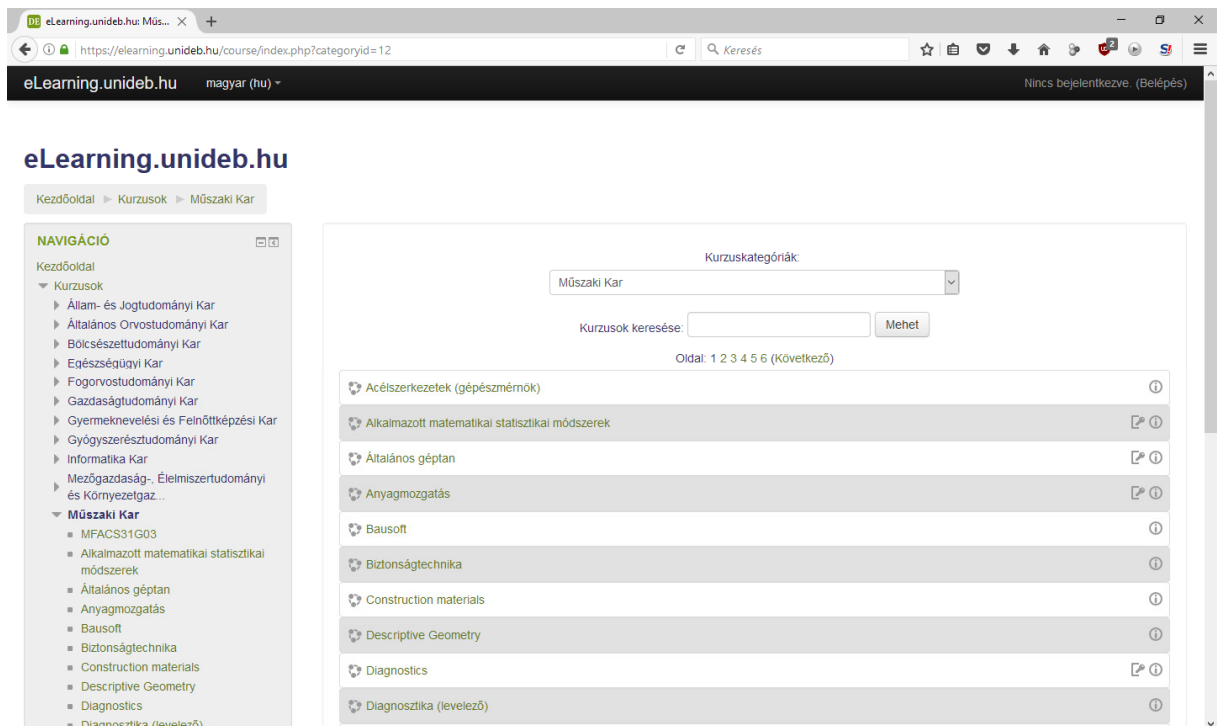 eLearning.unideb.hu: Műs...
https://elearning.unideb.hu/course/index.php?categoryid=12
Keresés
2
eLearning.unideb.hu
magyar (hu)
Nincs bejelentkezve. (Belépés)
eLearning.unideb.hu
Kezdőoldal
Kurzusok
Műszaki Kar
NAVIGÁCIÓ
Kezdőoldal
Kurzusok
Állam- és Jogtudományi Kar
Általános Orvostudományi Kar
Bölcsészettudományi Kar
Egészségügyi Kar
Fogorvostudományi Kar
Gazdaságtudományi Kar
Gyermeknevelési és Felnőttképzési Kar
Gyógyszerésztudományi Kar
Informatika Kar
Mezőgazdaság-, Élelmiszertudományi
és Környezetgaz...
Műszaki Kar
MFACS31G03
Alkalmazott matematikai statisztikai
módszerek
Általános géptan
Anyagmozgatás
Bausoft
Biztonságtechnika
Construction materials
Descriptive Geometry
Diagnostics
Diagnosztika (levelező)
Kurzuskategóriák:
Műszaki Kar
Kurzusok keresése:
Mehet
Oldal: 1 2 3 4 5 6 (Következő)
Acélszerkezetek (gépészmérnök)
Alkalmazott matematikai statisztikai módszerek
Általános géptan
Anyagmozgatás
Bausoft
Biztonságtechnika
Construction materials
Descriptive Geometry
Diagnostics
Diagnosztika (levelező)